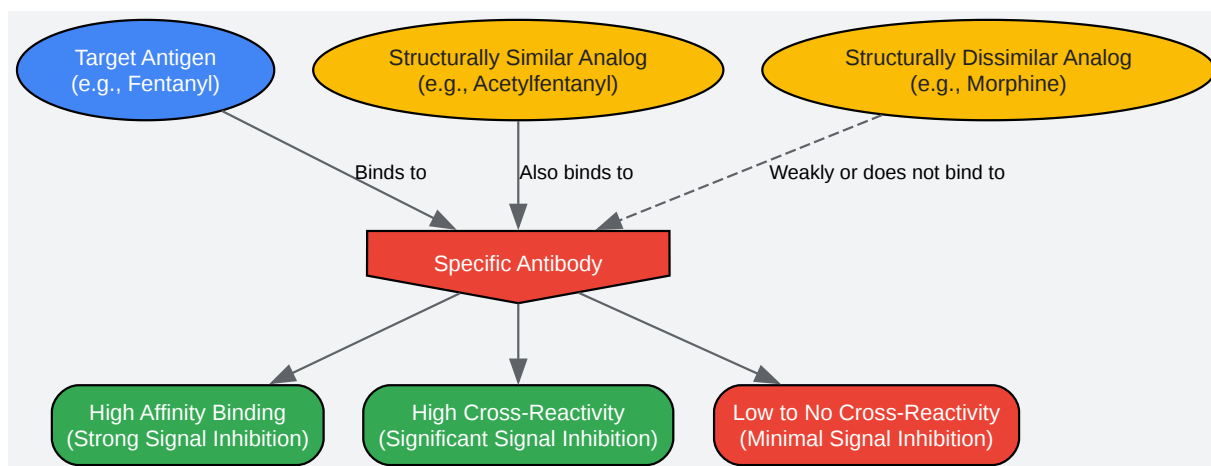 Target Antigen
(e.g., Fentanyl)
Structurally Similar Analog
(e.g., Acetylfentanyl)
Structurally Dissimilar Analog
(e.g., Morphine)
Binds to
Also binds to
Weakly or does not bind to
Specific Antibody
High Affinity Binding
(Strong Signal Inhibition)
High Cross-Reactivity
(Significant Signal Inhibition)
Low to No Cross-Reactivity
(Minimal Signal Inhibition)